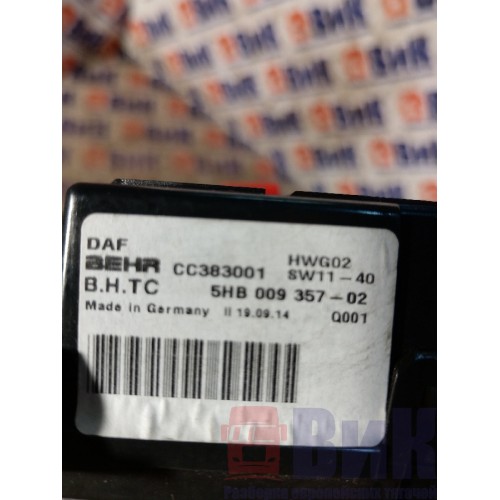 DAF HWG02
BEHR CC383001 SW11-40
B.H.TC 5HB 009 357-02
Made in Germany II 19.09.14 Q001
ВиК